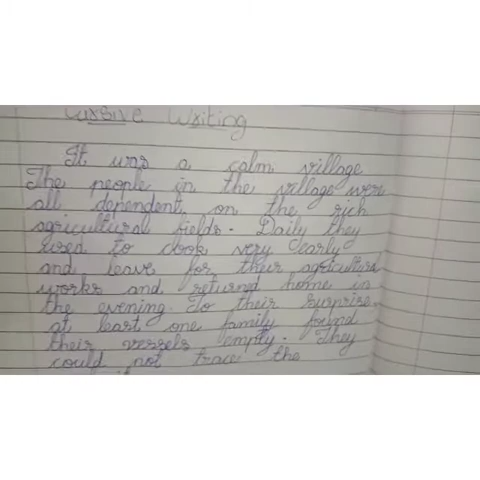 Cursive Writing
It was a calm village
The people in the village were
all dependent on the rich
agricultural fields. Daily they
used to cook very early
and leave for their agricultural
works and returned home in
the evening. To their surprise
at least one family found
their vessels empty. They
could not trace the